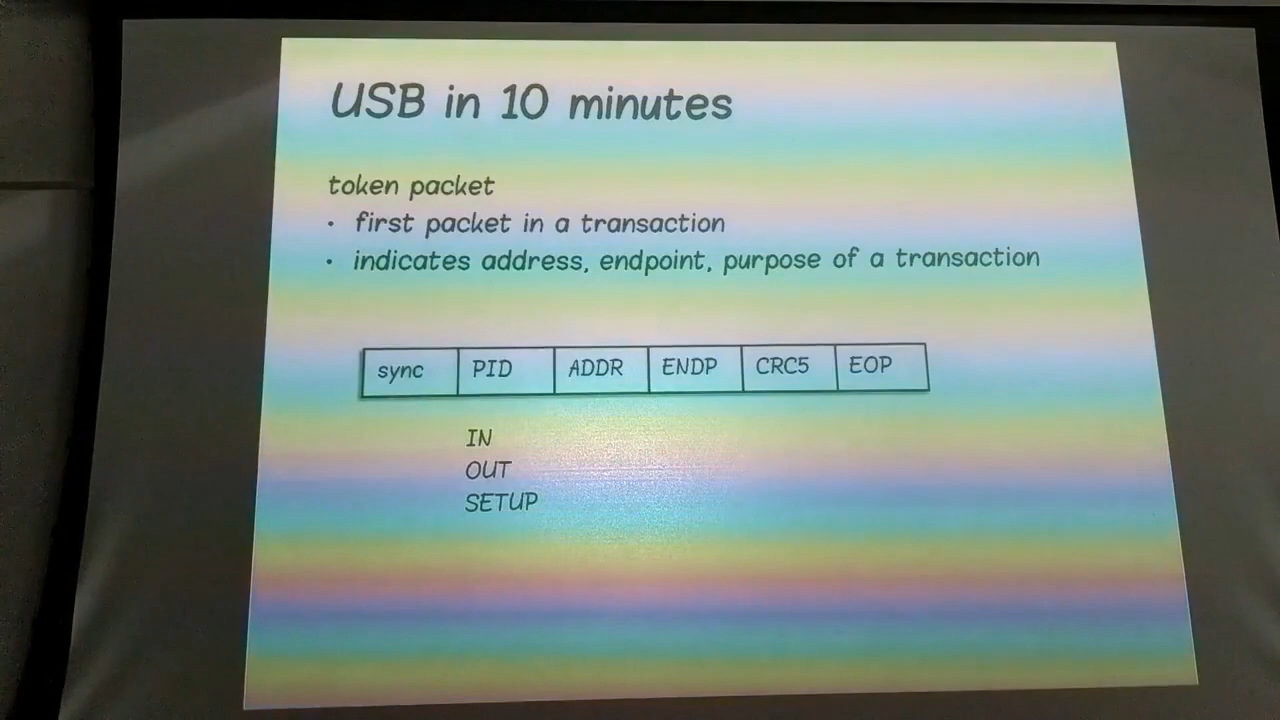 USB in 10 minutes
token packet
• first packet in a transaction
• indicates address, endpoint, purpose of a transaction
sync PID ADDR ENDP CRC5 EOP
IN
OUT
SETUP